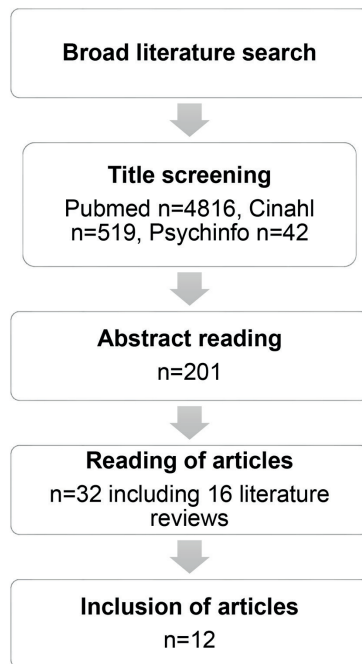 Broad literature search
Title screening
Pubmed n=4816, Cinahl
n=519, Psychinfo n=42
Abstract reading
n=201
Reading of articles
n=32 including 16 literature
reviews
Inclusion of articles
n=12